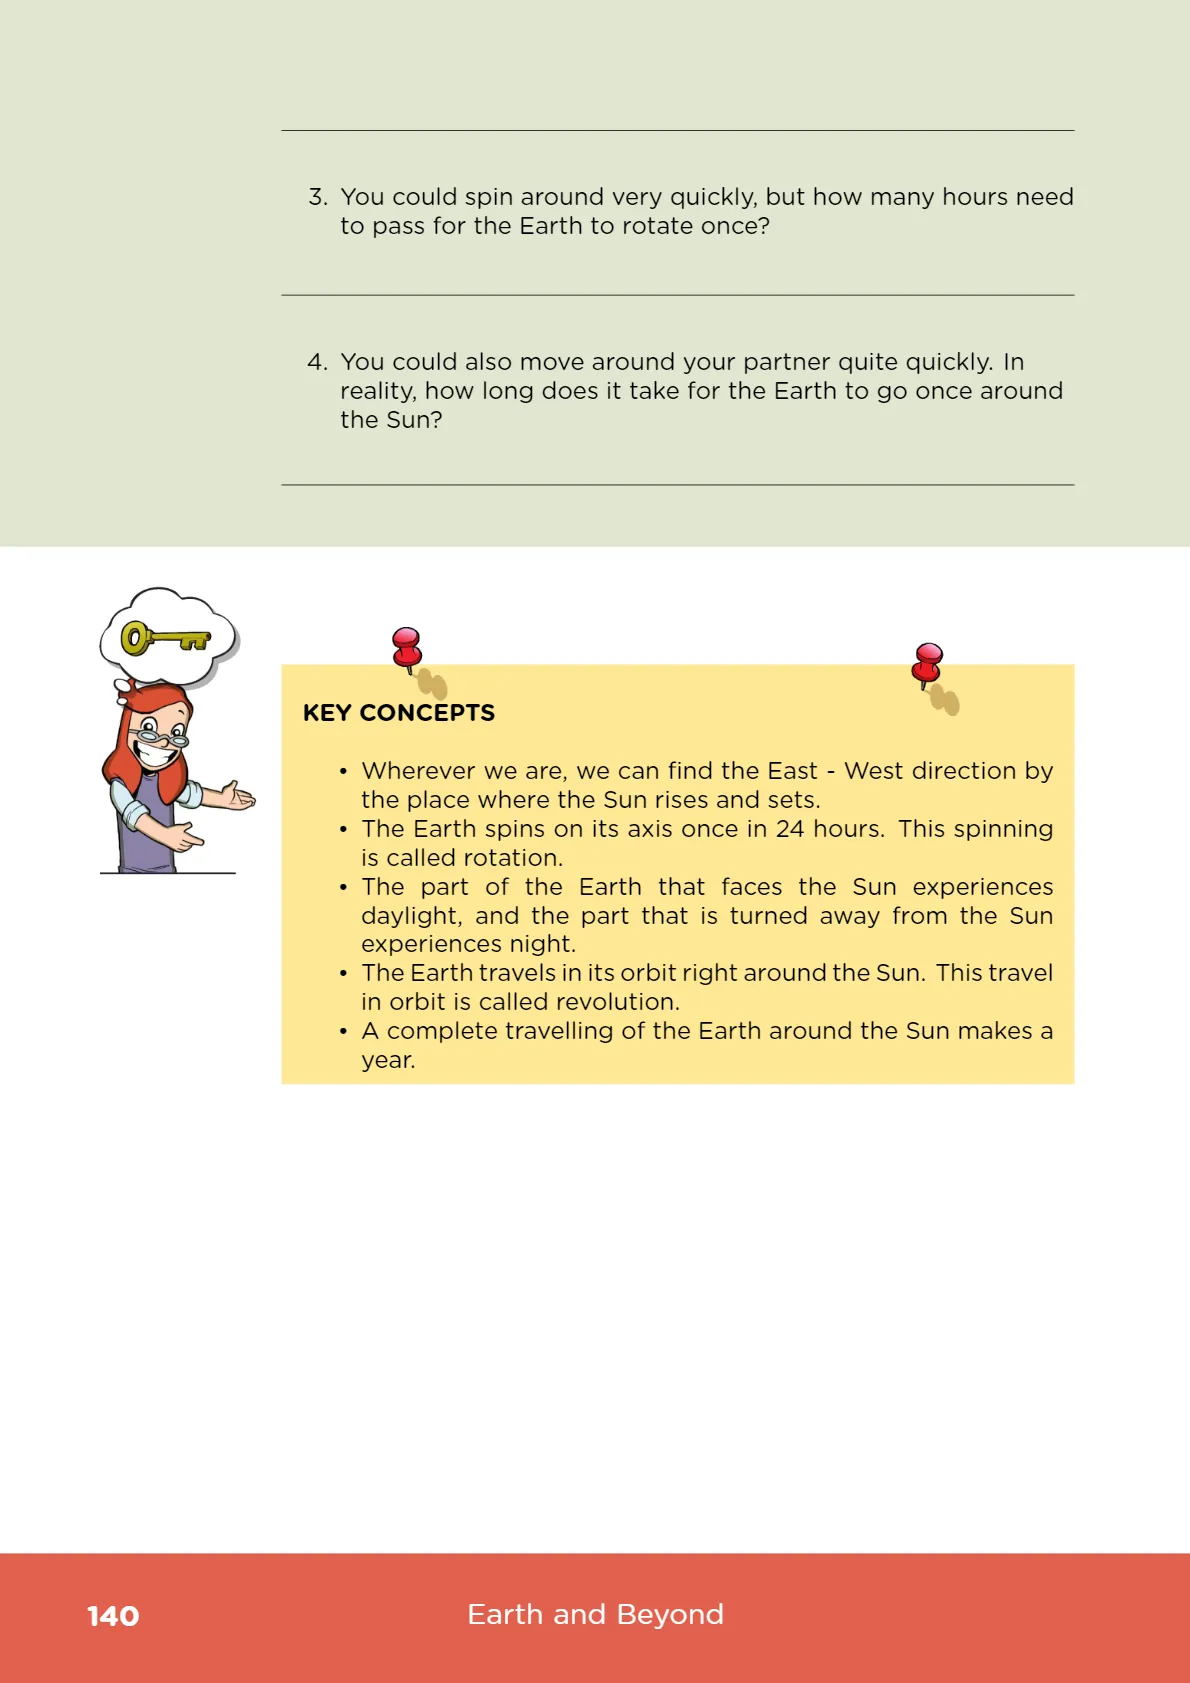 3. You could spin around very quickly, but how many hours need
to pass for the Earth to rotate once?
4. You could also move around your partner quite quickly. In
reality, how long does it take for the Earth to go once around
the Sun?
KEY CONCEPTS
• Wherever we are, we can find the East - West direction by
the place where the Sun rises and sets.
• The Earth spins on its axis once in 24 hours. This spinning
is called rotation.
• The part of the Earth that faces the Sun experiences
daylight, and the part that is turned away from the Sun
experiences night.
• The Earth travels in its orbit right around the Sun. This travel
in orbit is called revolution.
• A complete travelling of the Earth around the Sun makes a
year.
140
Earth and Beyond